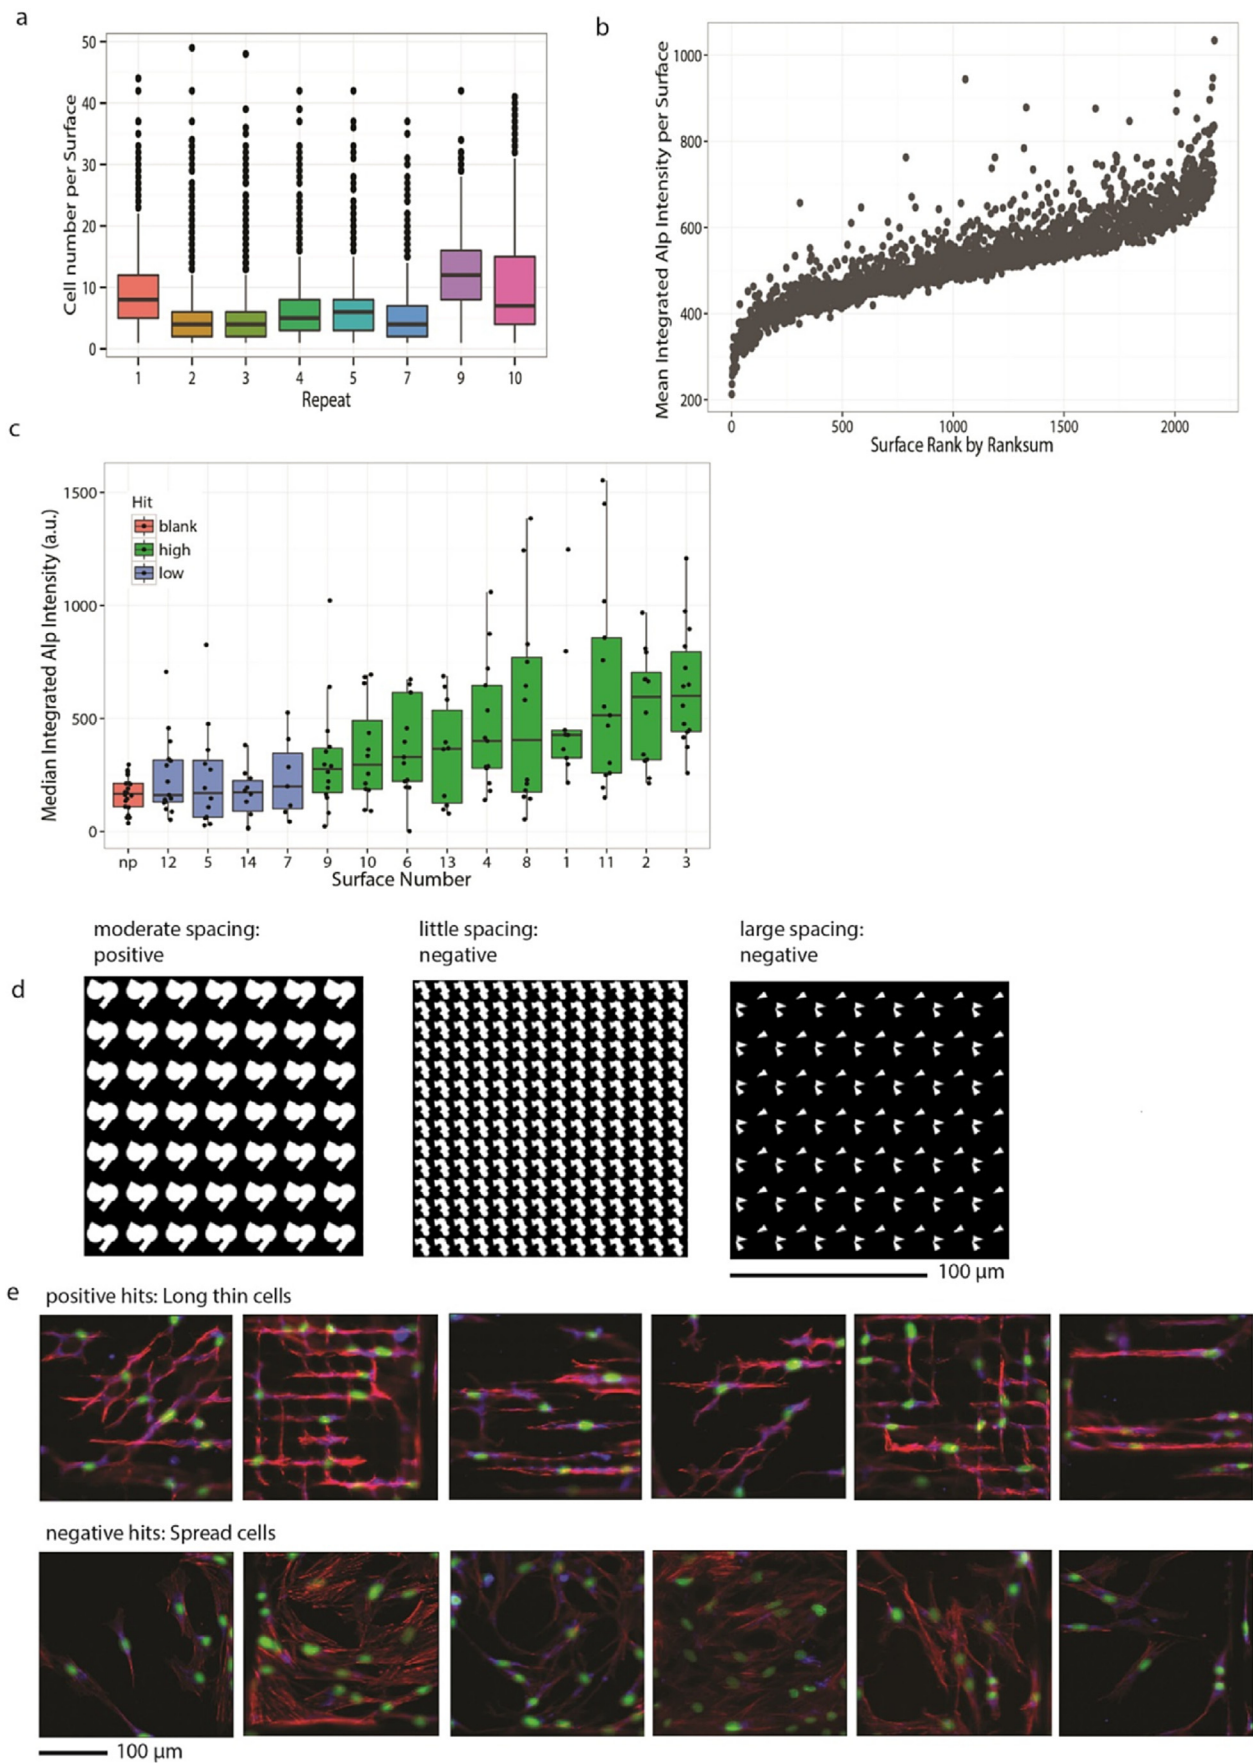 a
50
40
30
20
10
0
Cell number per Surface
1 2 3 4 5 7 9 10
Repeat
b
1000
800
600
400
200
Mean Integrated Alp Intensity per Surface
0 500 1000 1500 2000
Surface Rank by Ranksum
c
1500
1000
500
0
Median Integrated Alp Intensity (a.u.)
Hit
blank
high
low
np 12 5 14 7 9 10 6 13 4 8 1 11 2 3
Surface Number
d
moderate spacing:
positive
little spacing:
negative
large spacing:
negative
100 µm
e
positive hits: Long thin cells
negative hits: Spread cells
100 µm